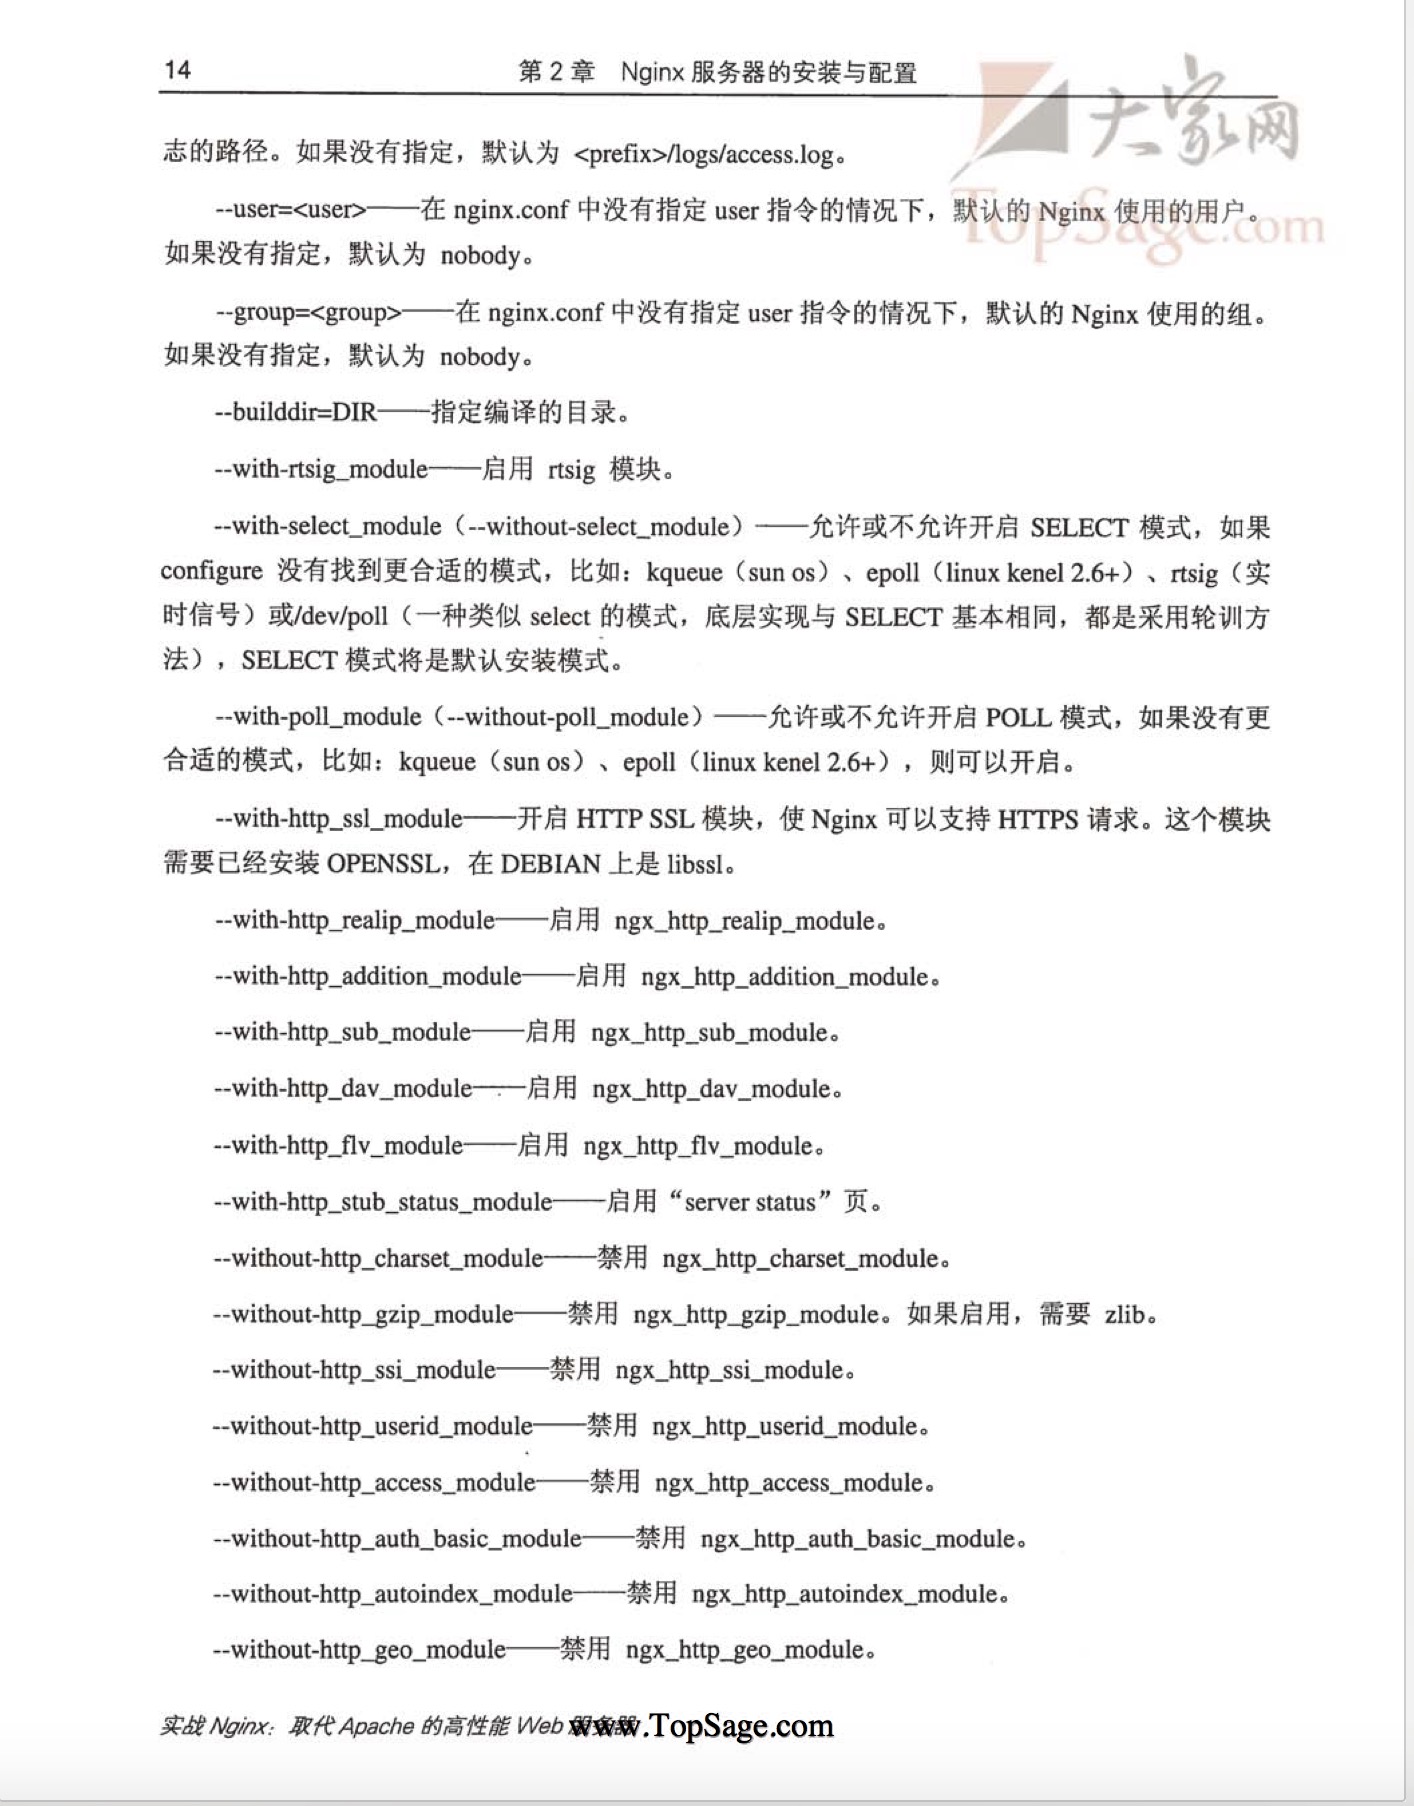 14
第 2 章 Nginx 服务器的安装与配置
大家网
TopSage.com
志的路径。如果没有指定，默认为 <prefix>/logs/access.log。
--user=<user>——在 nginx.conf 中没有指定 user 指令的情况下，默认的 Nginx 使用的用户。
如果没有指定，默认为 nobody。
--group=<group>——在 nginx.conf 中没有指定 user 指令的情况下，默认的 Nginx 使用的组。
如果没有指定，默认为 nobody。
--builddir=DIR——指定编译的目录。
--with-rtsig_module——启用 rtsig 模块。
--with-select_module（--without-select_module）——允许或不允许开启 SELECT 模式，如果
configure 没有找到更合适的模式，比如：kqueue（sun os）、epoll（linux kenel 2.6+）、rtsig（实
时信号）或/dev/poll（一种类似 select 的模式，底层实现与 SELECT 基本相同，都是采用轮训方
法），SELECT 模式将是默认安装模式。
--with-poll_module（--without-poll_module）——允许或不允许开启 POLL 模式，如果没有更
合适的模式，比如：kqueue（sun os）、epoll（linux kenel 2.6+），则可以开启。
--with-http_ssl_module——开启 HTTP SSL 模块，使 Nginx 可以支持 HTTPS 请求。这个模块
需要已经安装 OPENSSL，在 DEBIAN 上是 libssl。
--with-http_realip_module——启用 ngx_http_realip_module。
--with-http_addition_module——启用 ngx_http_addition_module。
--with-http_sub_module——启用 ngx_http_sub_module。
--with-http_dav_module——启用 ngx_http_dav_module。
--with-http_flv_module——启用 ngx_http_flv_module。
--with-http_stub_status_module——启用“server status”页。
--without-http_charset_module——禁用 ngx_http_charset_module。
--without-http_gzip_module——禁用 ngx_http_gzip_module。如果启用，需要 zlib。
--without-http_ssi_module——禁用 ngx_http_ssi_module。
--without-http_userid_module——禁用 ngx_http_userid_module。
--without-http_access_module——禁用 ngx_http_access_module。
--without-http_auth_basic_module——禁用 ngx_http_auth_basic_module。
--without-http_autoindex_module——禁用 ngx_http_autoindex_module。
--without-http_geo_module——禁用 ngx_http_geo_module。
实战 Nginx：取代 Apache 的高性能 Web www.TopSage.com